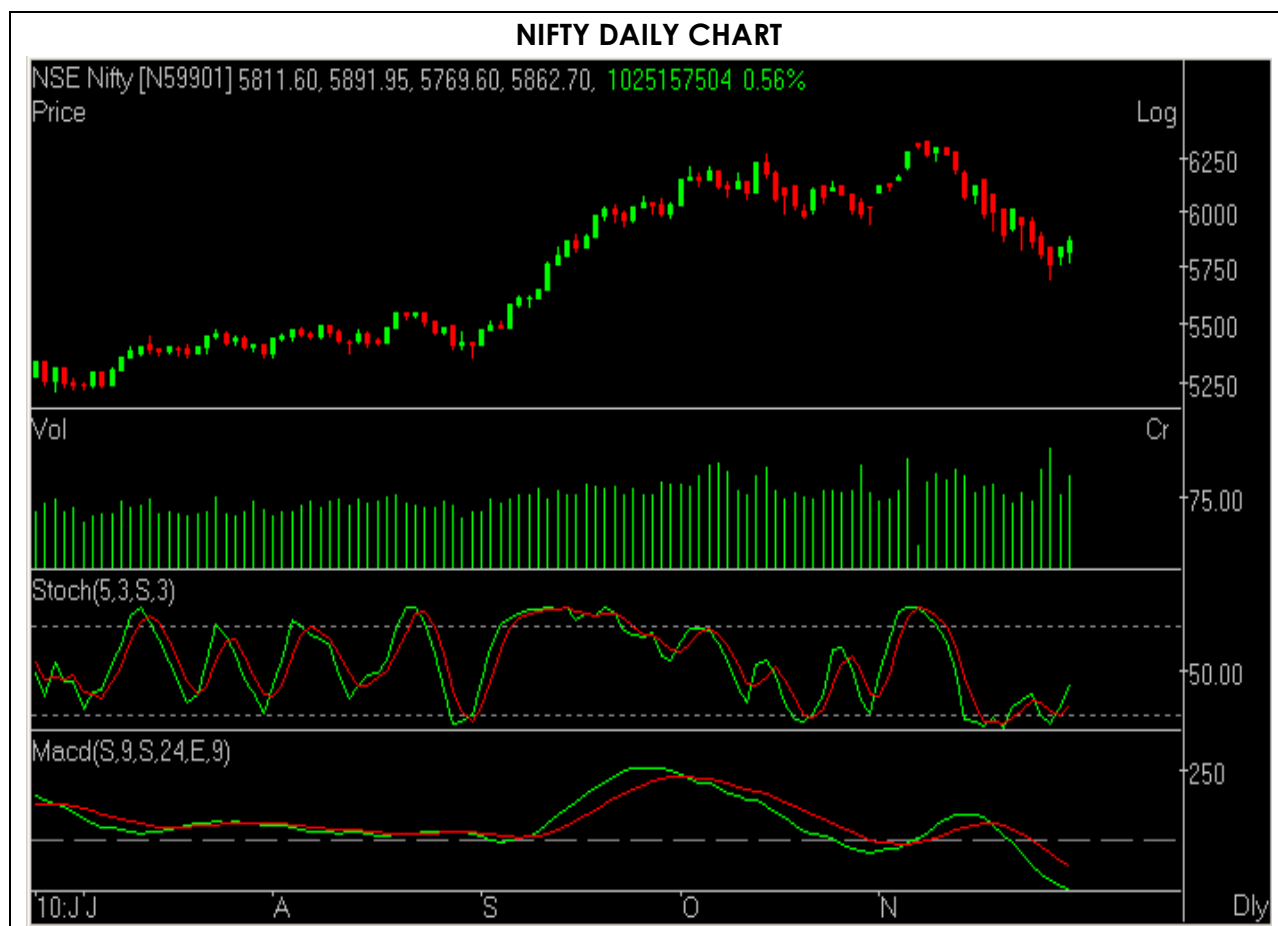 NIFTY DAILY CHART
NSE Nifty [N59901] 5811.60, 5891.95, 5769.60, 5862.70, 1025157504 0.56%
Price
Log
6250
6000
5750
5500
5250
Vol
Cr
75.00
Stoch(5,3,S,3)
50.00
Macd(S,9,S,24,E,9)
250
'10:J'J A S O N Dly